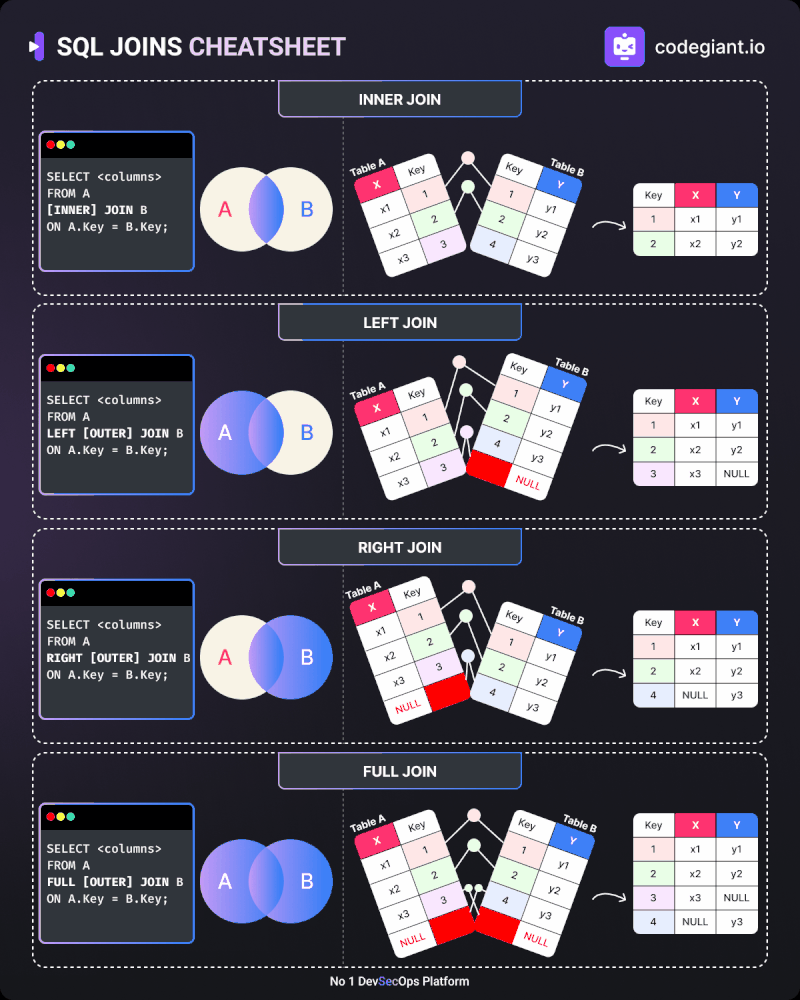 SQL JOINS CHEATSHEET
codegiant.io
INNER JOIN
SELECT <columns>
FROM A
[INNER] JOIN B
ON A.Key = B.Key;
A B
Table A
X Key
x1 1
x2 2
x3 3
Table B
Key Y
1 y1
2 y2
4 y3
Key X Y
1 x1 y1
2 x2 y2
LEFT JOIN
SELECT <columns>
FROM A
LEFT [OUTER] JOIN B
ON A.Key = B.Key;
A B
Table A
X Key
x1 1
x2 2
x3 3
Table B
Key Y
1 y1
2 y2
4 y3
NULL
Key X Y
1 x1 y1
2 x2 y2
3 x3 NULL
RIGHT JOIN
SELECT <columns>
FROM A
RIGHT [OUTER] JOIN B
ON A.Key = B.Key;
A B
Table A
X Key
x1 1
x2 2
x3 3
NULL
Table B
Key Y
1 y1
2 y2
4 y3
Key X Y
1 x1 y1
2 x2 y2
4 NULL y3
FULL JOIN
SELECT <columns>
FROM A
FULL [OUTER] JOIN B
ON A.Key = B.Key;
A B
Table A
X Key
x1 1
x2 2
x3 3
NULL
Table B
Key Y
1 y1
2 y2
4 y3
NULL
Key X Y
1 x1 y1
2 x2 y2
3 x3 NULL
4 NULL y3
No 1 DevSecOps Platform